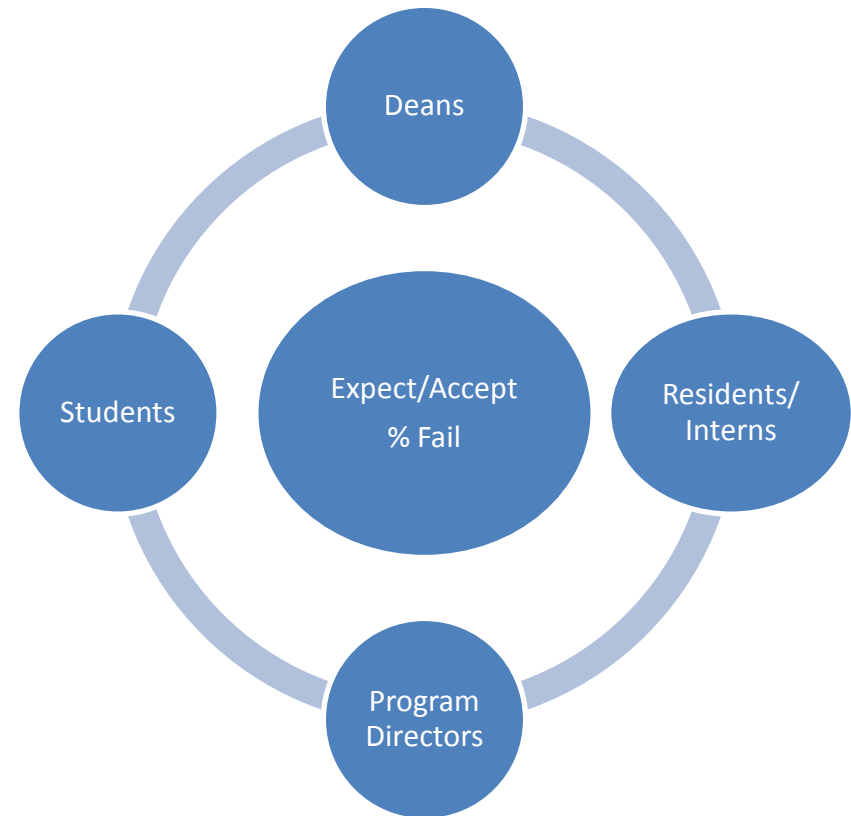 Deans
Students
Expect/Accept
% Fail
Residents/
Interns
Program
Directors